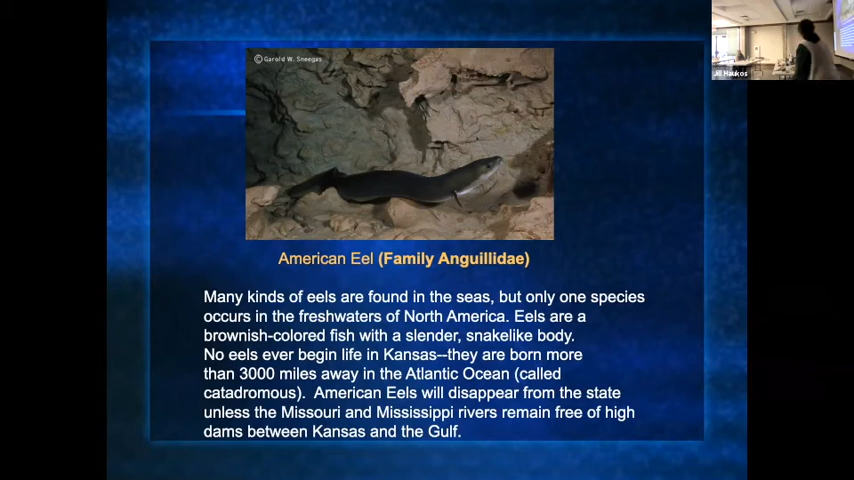 © Garold W. Sneegas
Jill Haukos
American Eel (Family Anguillidae)
Many kinds of eels are found in the seas, but only one species
occurs in the freshwaters of North America. Eels are a
brownish-colored fish with a slender, snakelike body.
No eels ever begin life in Kansas--they are born more
than 3000 miles away in the Atlantic Ocean (called
catadromous).  American Eels will disappear from the state
unless the Missouri and Mississippi rivers remain free of high
dams between Kansas and the Gulf.